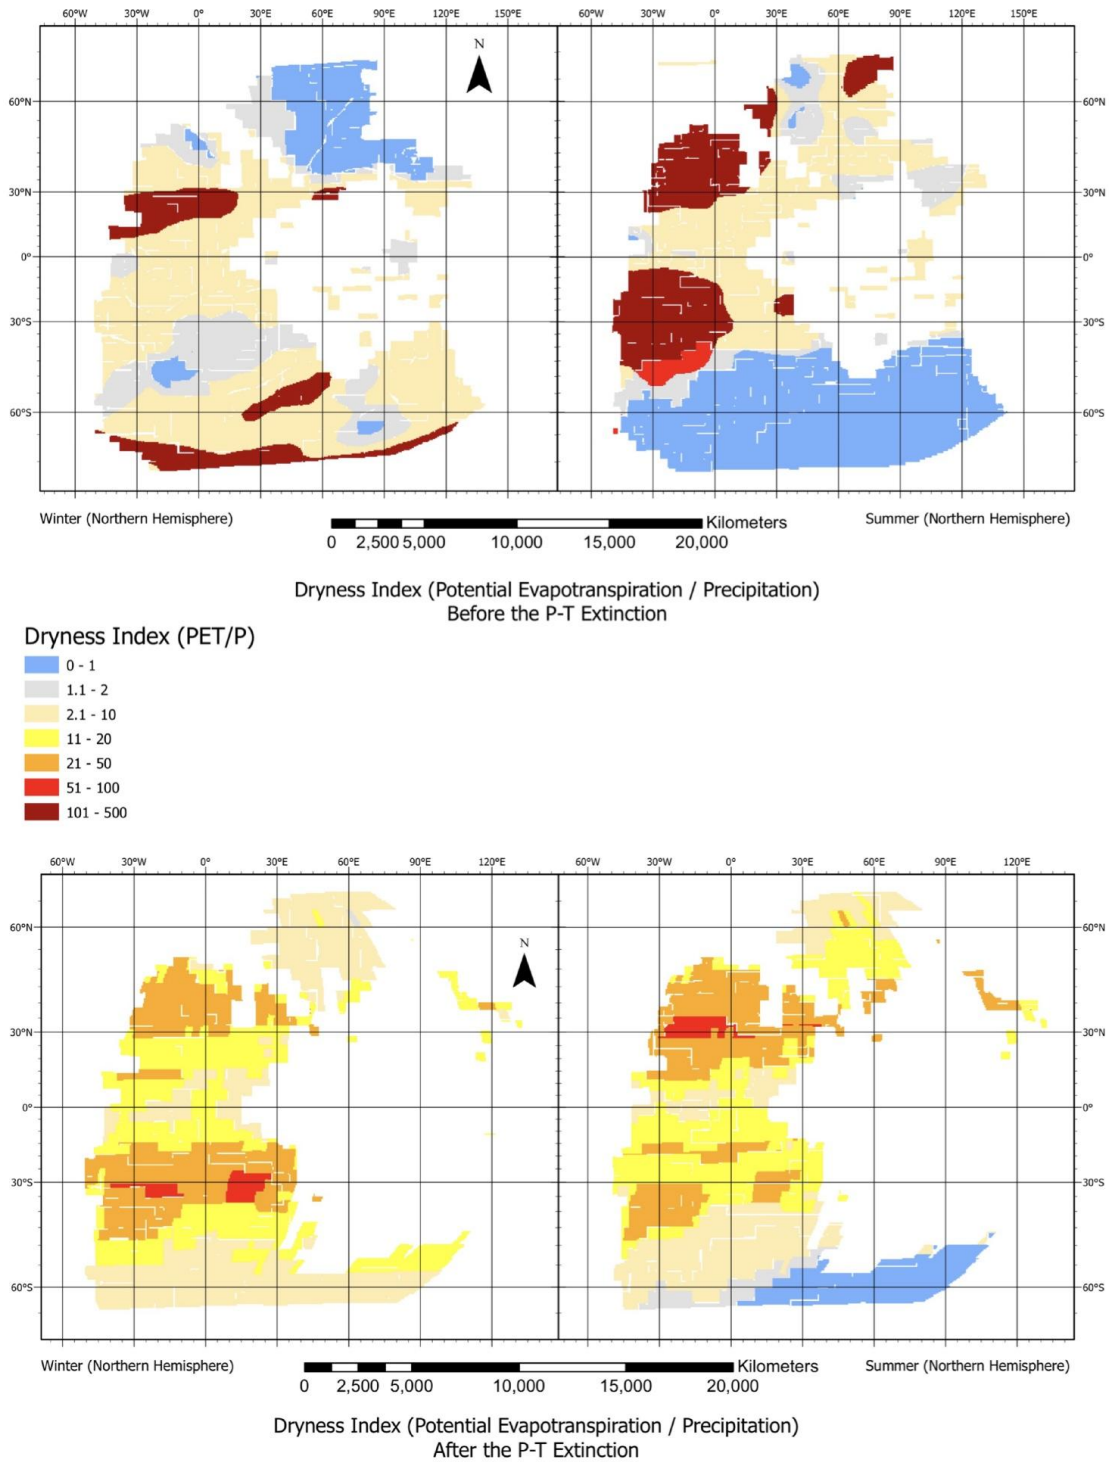 60°W 30°W 0° 30°E 60°E 90°E 120°E 150°E 60°W 30°W 0° 30°E 60°E 90°E 120°E 150°E
N
60°N 60°N
30°N 30°N
0° 0°
30°S 30°S
60°S 60°S
Winter (Northern Hemisphere) Summer (Northern Hemisphere)
Kilometers
0 2,500 5,000 10,000 15,000 20,000
Dryness Index (Potential Evapotranspiration / Precipitation)
Before the P-T Extinction
Dryness Index (PET/P)
0 - 1
1.1 - 2
2.1 - 10
11 - 20
21 - 50
51 - 100
101 - 500
60°W 30°W 0° 30°E 60°E 90°E 120°E 60°W 30°W 0° 30°E 60°E 90°E 120°E
60°N 60°N
N
30°N 30°N
0° 0°
30°S 30°S
60°S 60°S
Winter (Northern Hemisphere) Summer (Northern Hemisphere)
Kilometers
0 2,500 5,000 10,000 15,000 20,000
Dryness Index (Potential Evapotranspiration / Precipitation)
After the P-T Extinction